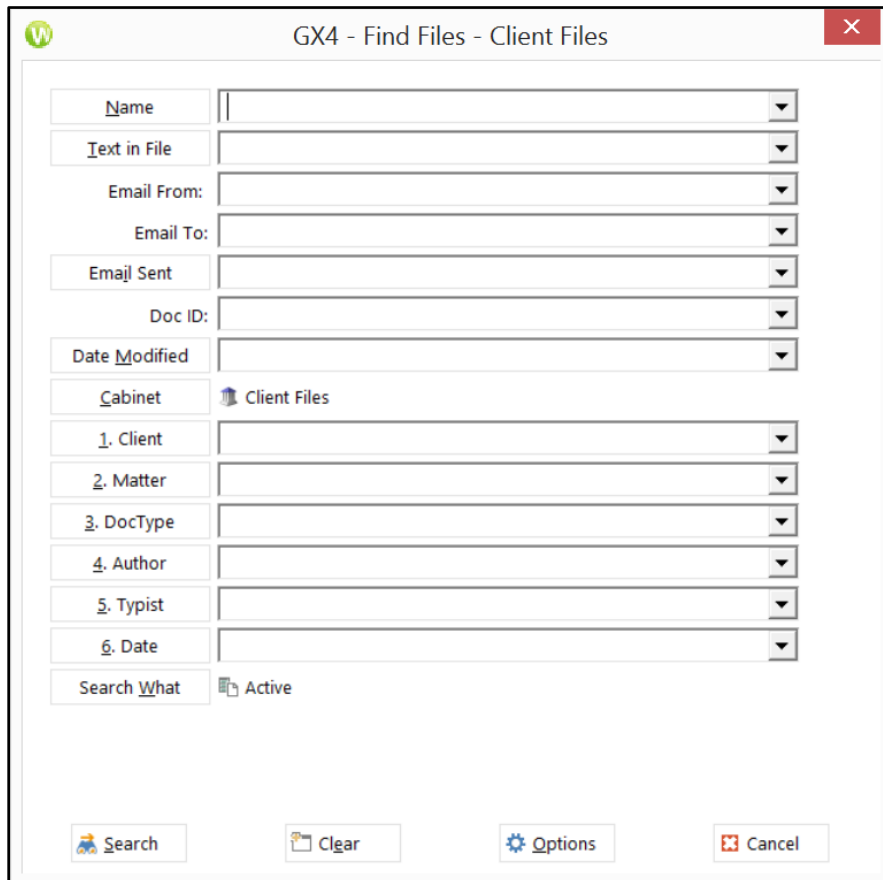 W
GX4 - Find Files - Client Files
Name
Text in File
Email From:
Email To:
Email Sent
Doc ID:
Date Modified
Cabinet Client Files
1. Client
2. Matter
3. DocType
4. Author
5. Typist
6. Date
Search What Active
Search Clear Options Cancel